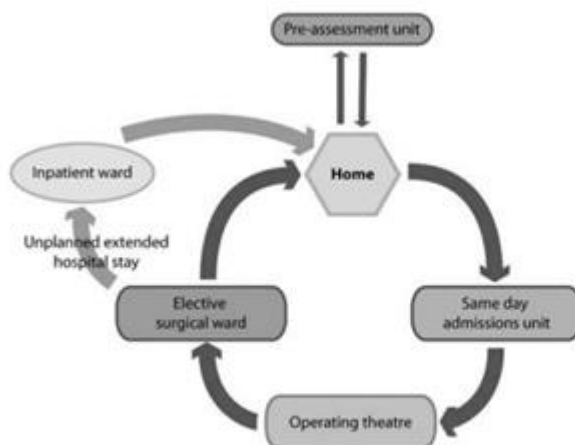 Pre-assessment unit
Home
Inpatient ward
Unplanned extended
hospital stay
Elective
surgical ward
Same day
admissions unit
Operating theatre